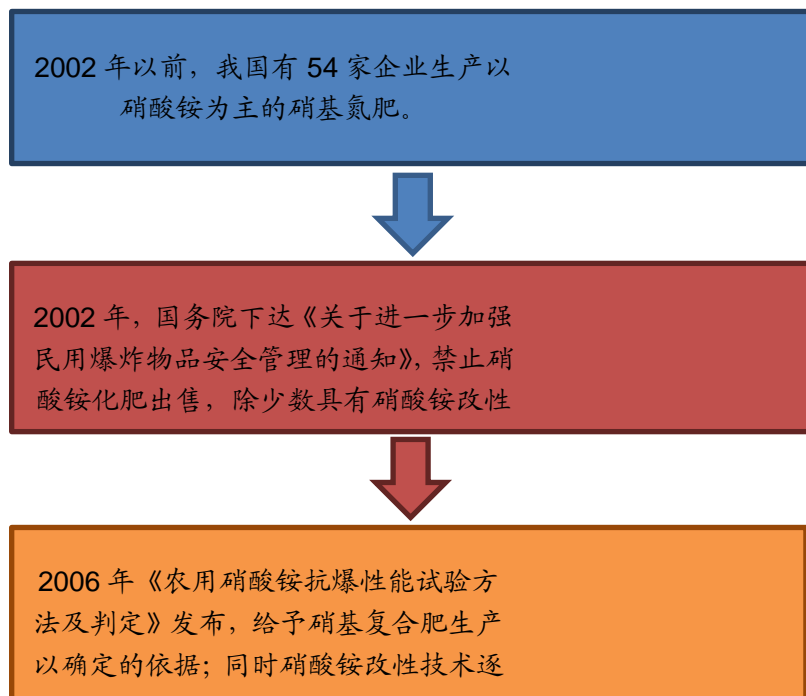 2002 年以前，我国有 54 家企业生产以
硝酸铵为主的硝基氮肥。
2002 年，国务院下达《关于进一步加强
民用爆炸物品安全管理的通知》，禁止硝
酸铵化肥出售，除少数具有硝酸铵改性
2006 年《农用硝酸铵抗爆性能试验方
法及判定》发布，给予硝基复合肥生产
以确定的依据；同时硝酸铵改性技术逐